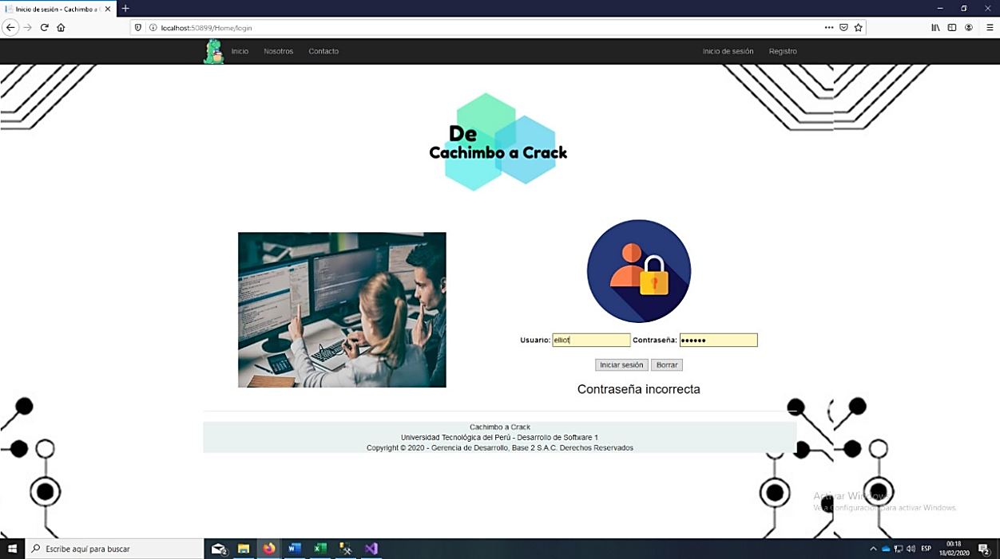 Inicio de sesión - Cachimbo a C
localhost:50899/Home/login
Inicio Nosotros Contacto Inicio de sesión Registro
De
Cachimbo a Crack
Usuario: elliot Contraseña: ••••••
Iniciar sesión Borrar
Contraseña incorrecta
Cachimbo a Crack
Universidad Tecnológica del Perú - Desarrollo de Software 1
Copyright © 2020 - Gerencia de Desarrollo, Base 2 S.A.C. Derechos Reservados
Activar Windows
Ve a Configuración para activar Windows.
Escribe aquí para buscar
ESP
00:18
18/02/2020